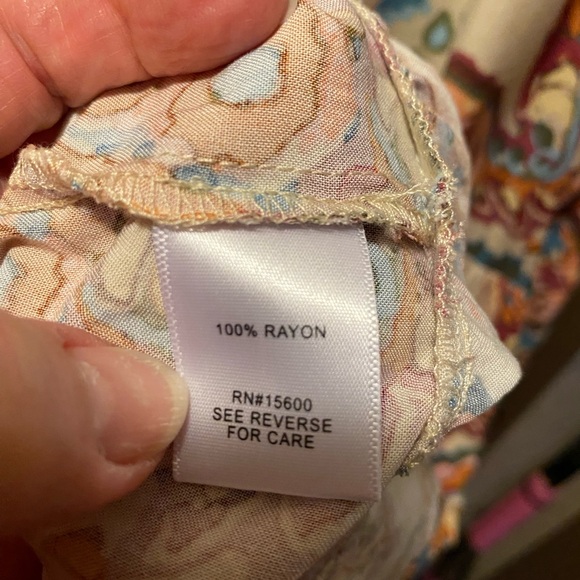 100% RAYON
RN#15600
SEE REVERSE
FOR CARE